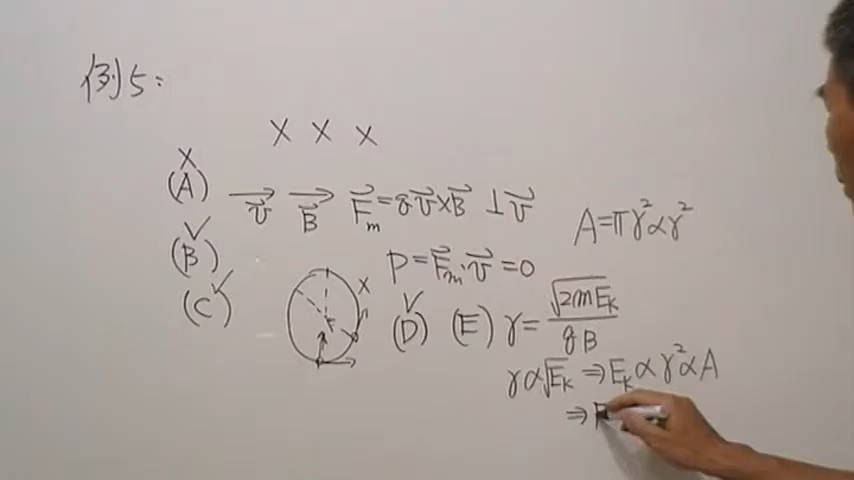 例5:
X X X
X
(A) v⃗ B⃗ F⃗m=qv⃗×B⃗ ⊥v⃗
A=πr²∝r²
✓
(B) P=F⃗m·v⃗=0
✓
(C) X F
✓
(D) (E) r=√(2mEₖ)/qB
r∝√Eₖ ⇒Eₖ∝r²∝A
⇒